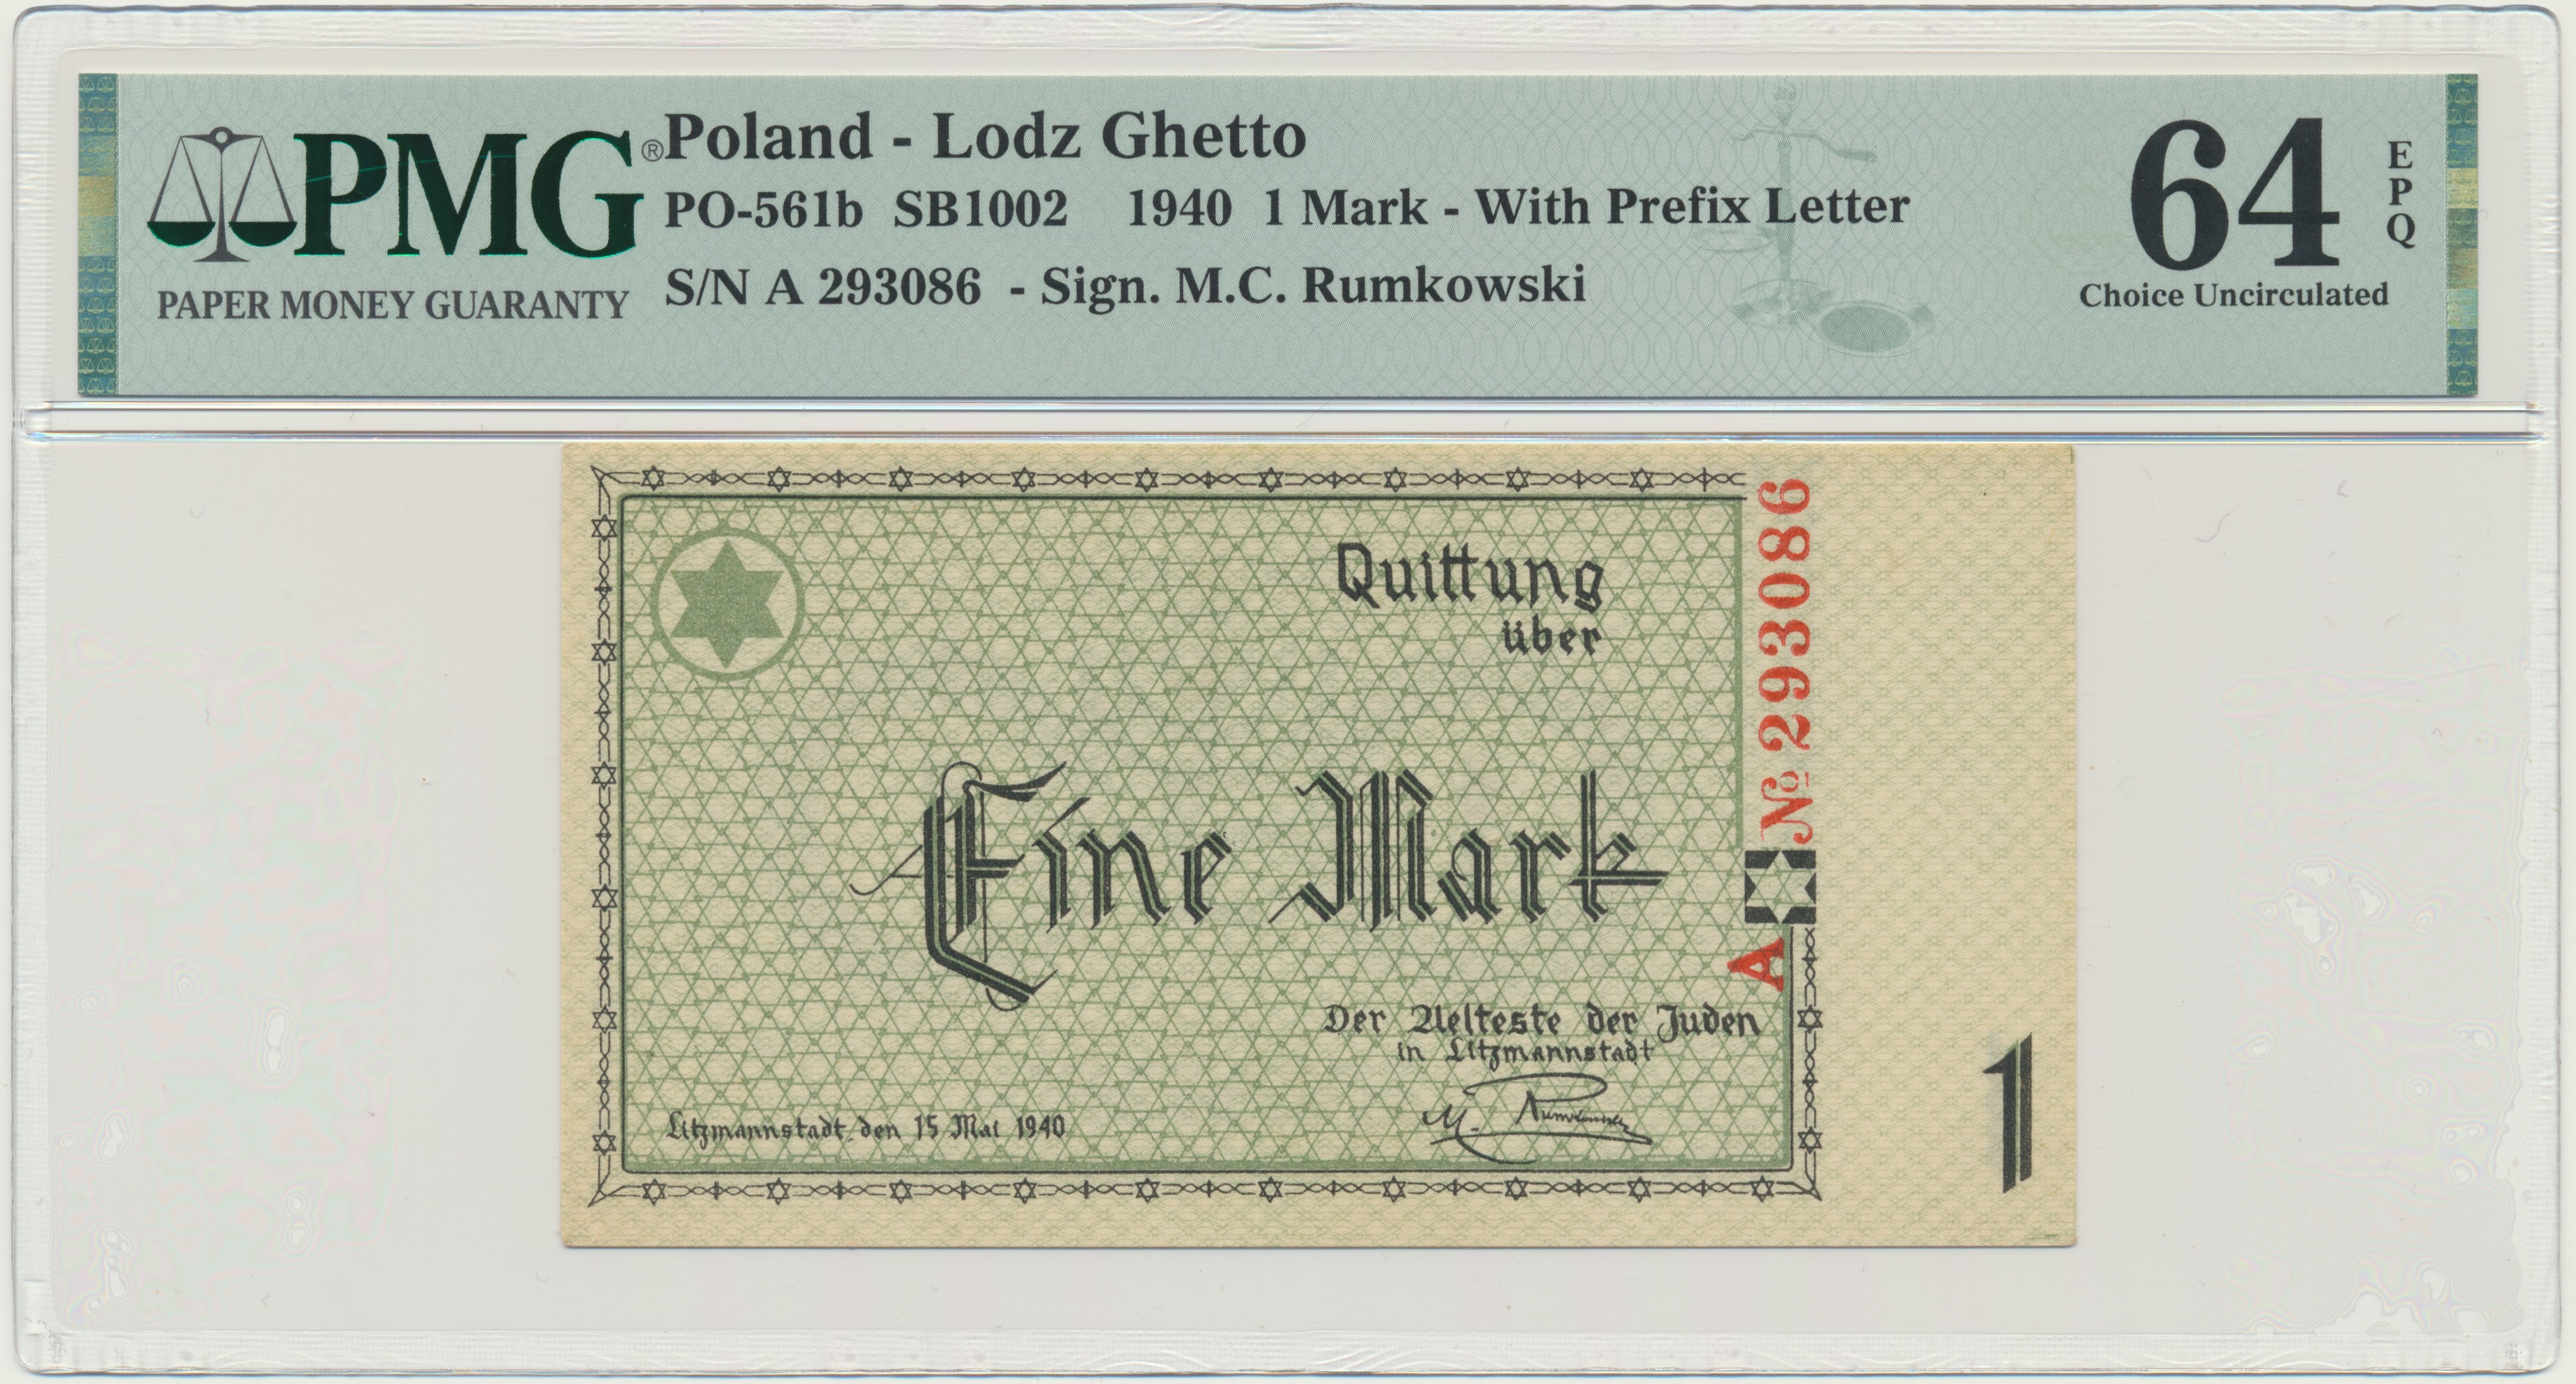 PMG®
PAPER MONEY GUARANTY
Poland - Lodz Ghetto
PO-561b SB1002 1940 1 Mark - With Prefix Letter
S/N A 293086 - Sign. M.C. Rumkowski
64
EPQ
Choice Uncirculated
Quittung
über
Eine Mark
№ 293086
A
Der Aelteste der Juden
in Litzmannstadt
M. Rumkowski
Litzmannstadt, den 15 Mai 1940
1